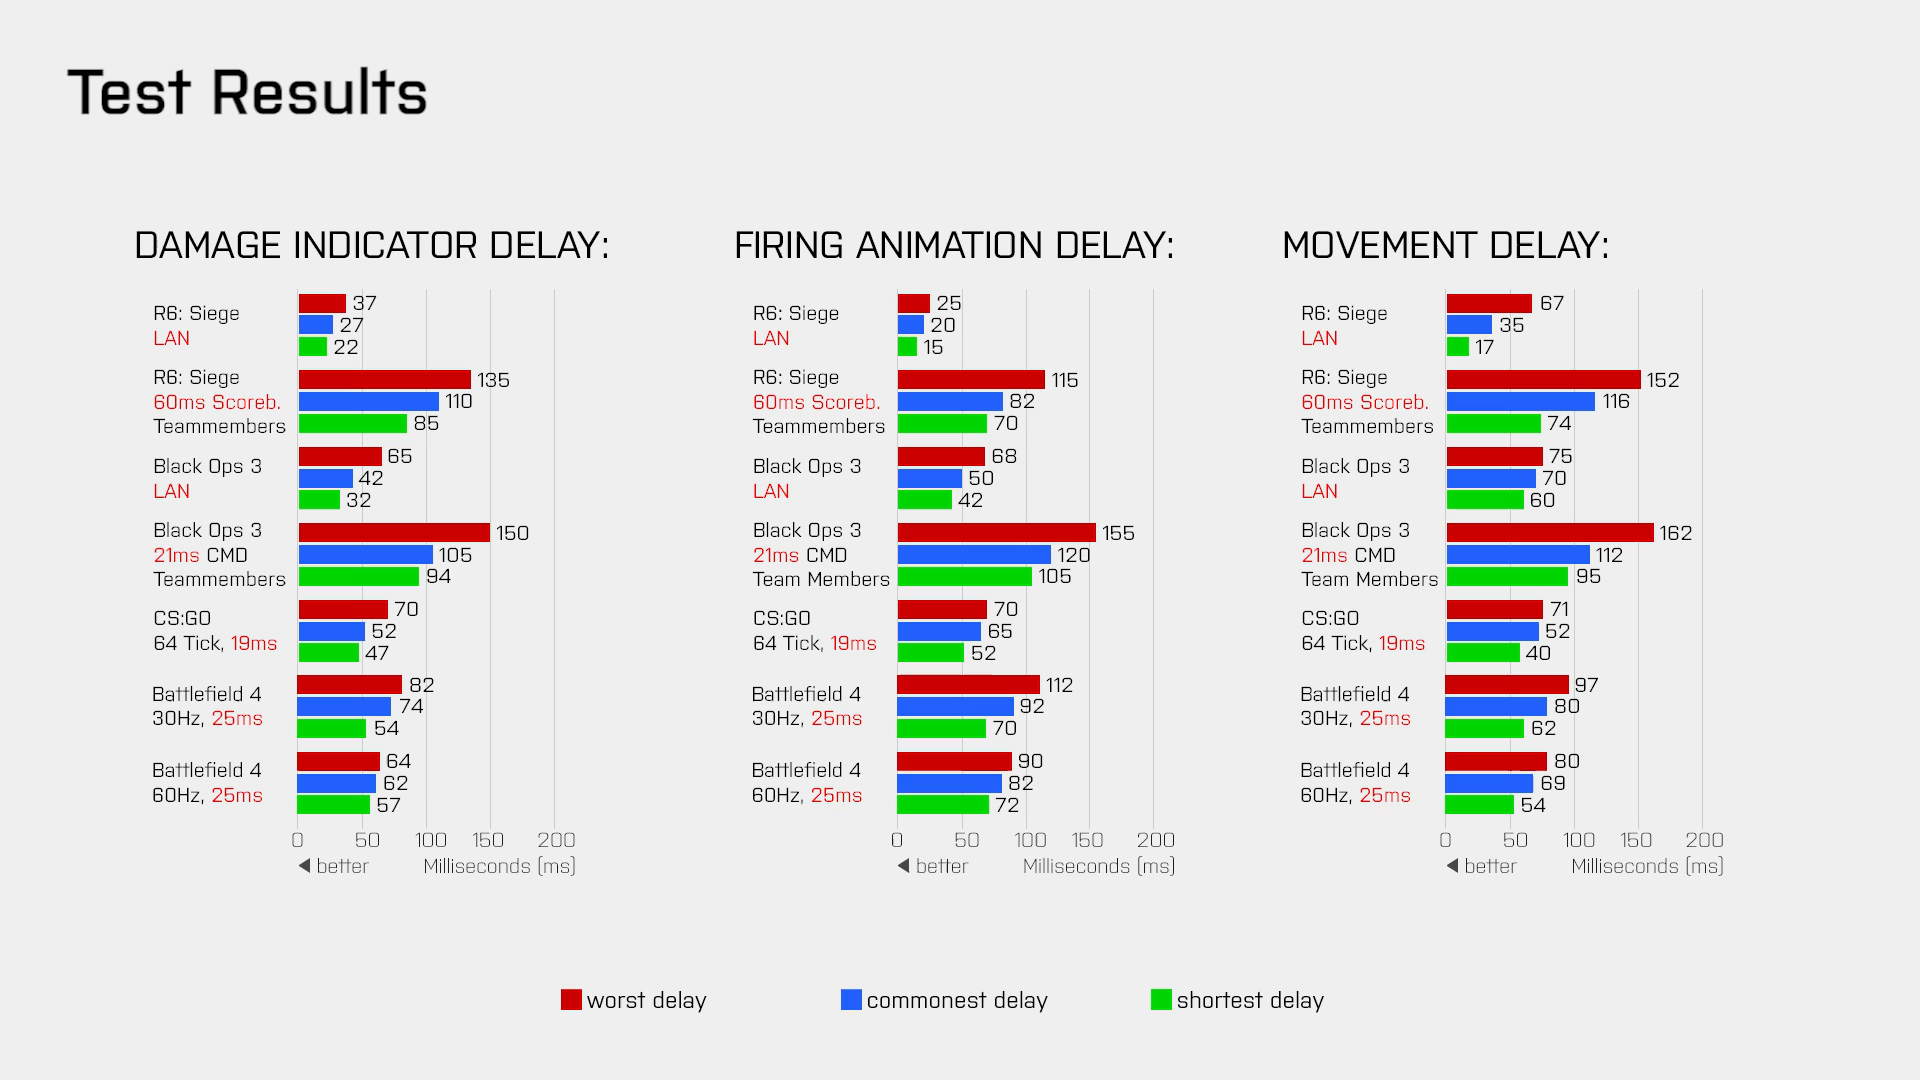 Test Results
DAMAGE INDICATOR DELAY:
R6: Siege
LAN
37
27
22
R6: Siege
60ms Scoreb.
Teammembers
135
110
85
Black Ops 3
LAN
65
42
32
Black Ops 3
21ms CMD
Teammembers
150
105
94
CS:GO
64 Tick, 19ms
70
52
47
Battlefield 4
30Hz, 25ms
82
74
54
Battlefield 4
60Hz, 25ms
64
62
57
0 50 100 150 200
better Milliseconds (ms)
FIRING ANIMATION DELAY:
R6: Siege
LAN
25
20
15
R6: Siege
60ms Scoreb.
Teammembers
115
82
70
Black Ops 3
LAN
68
50
42
Black Ops 3
21ms CMD
Team Members
155
120
105
CS:GO
64 Tick, 19ms
70
65
52
Battlefield 4
30Hz, 25ms
112
92
70
Battlefield 4
60Hz, 25ms
90
82
72
0 50 100 150 200
better Milliseconds (ms)
MOVEMENT DELAY:
R6: Siege
LAN
67
35
17
R6: Siege
60ms Scoreb.
Teammembers
152
116
74
Black Ops 3
LAN
75
70
60
Black Ops 3
21ms CMD
Team Members
162
112
95
CS:GO
64 Tick, 19ms
71
52
40
Battlefield 4
30Hz, 25ms
97
80
62
Battlefield 4
60Hz, 25ms
80
69
54
0 50 100 150 200
better Milliseconds (ms)
worst delay
commonest delay
shortest delay